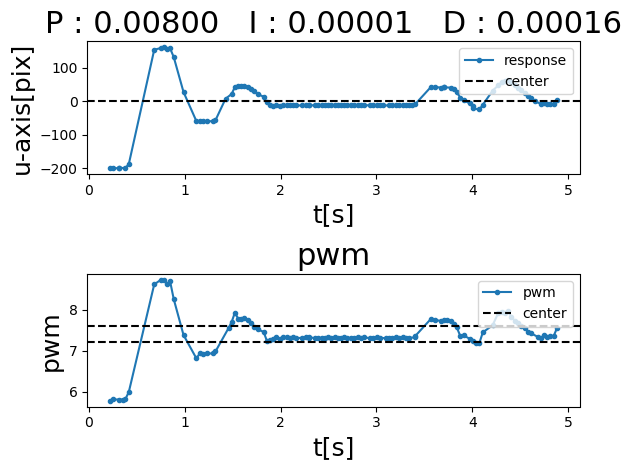 P : 0.00800 I : 0.00001 D : 0.00016
u-axis[pix]
100
0
−100
−200
response
center
0 1 2 3 4 5
t[s]
pwm
pwm
8
7
6
pwm
center
0 1 2 3 4 5
t[s]